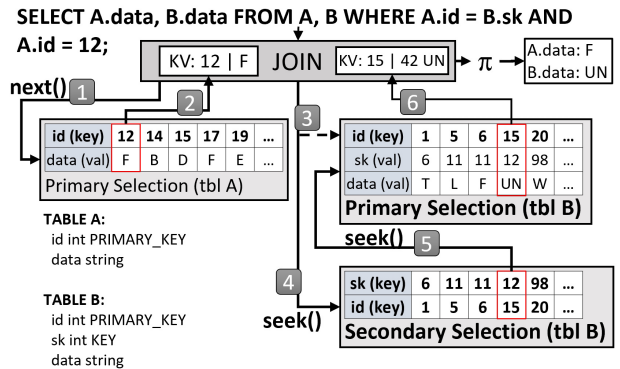 SELECT A.data, B.data FROM A, B WHERE A.id = B.sk AND
A.id = 12;
KV: 12 | F
JOIN
KV: 15 | 42 UN
π
A.data: F
B.data: UN
next()
1
2
3
6
id (key) 12 14 15 17 19 ...
data (val) F B D F E ...
Primary Selection (tbl A)
id (key) 1 5 6 15 20 ...
sk (val) 6 11 11 12 98 ...
data (val) T L F UN W ...
Primary Selection (tbl B)
TABLE A:
id int PRIMARY_KEY
data string
seek()
5
4
seek()
sk (key) 6 11 11 12 98 ...
id (key) 1 5 6 15 20 ...
Secondary Selection (tbl B)
TABLE B:
id int PRIMARY_KEY
sk int KEY
data string